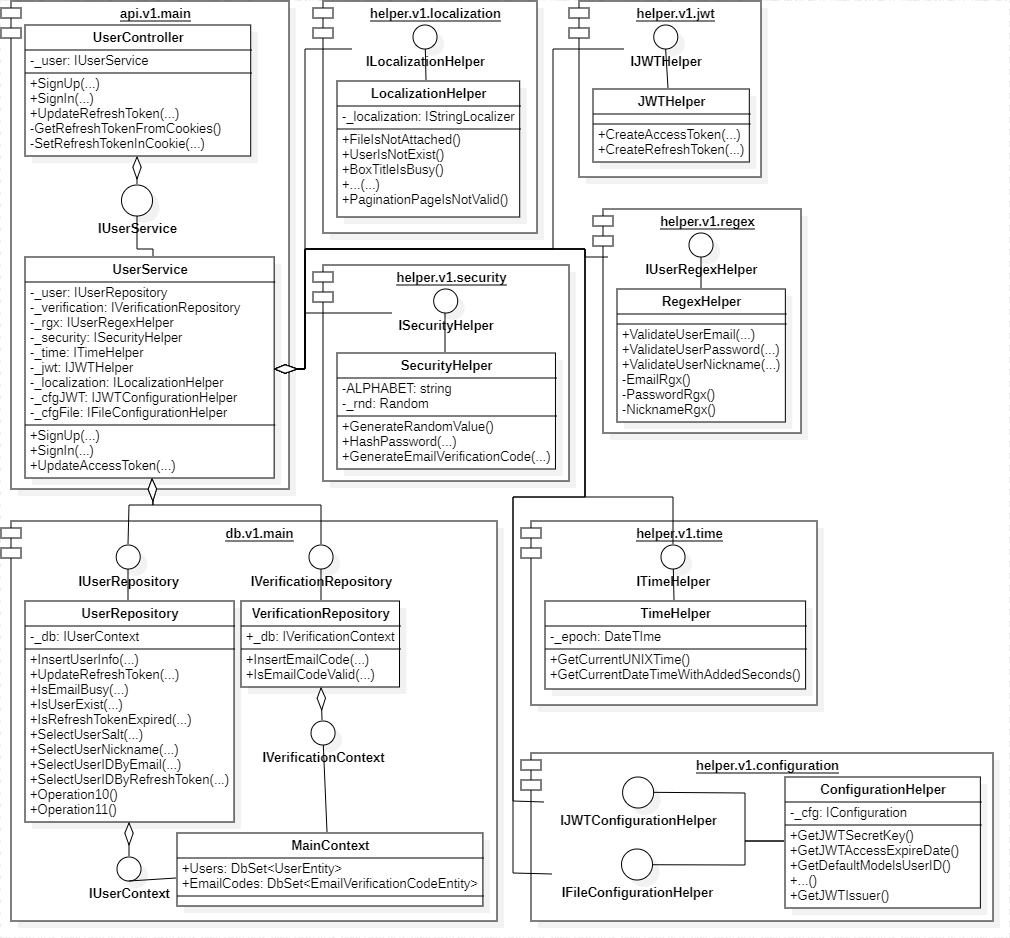 api.v1.main
UserController
-_user: IUserService
+SignUp(...)
+SignIn(...)
+UpdateRefreshToken(...)
-GetRefreshTokenFromCookies()
-SetRefreshTokenInCookie(...)
IUserService
UserService
-_user: IUserRepository
-_verification: IVerificationRepository
-_rgx: IUserRegexHelper
-_security: ISecurityHelper
-_time: ITimeHelper
-_jwt: IJWTHelper
-_localization: ILocalizationHelper
-_cfgJWT: IJWTConfigurationHelper
-_cfgFile: IFileConfigurationHelper
+SignUp(...)
+SignIn(...)
+UpdateAccessToken(...)
helper.v1.localization
ILocalizationHelper
LocalizationHelper
-_localization: IStringLocalizer
+FileIsNotAttached()
+UserIsNotExist()
+BoxTitleIsBusy()
+...(...)
+PaginationPageIsNotValid()
helper.v1.jwt
IJWTHelper
JWTHelper
+CreateAccessToken(...)
+CreateRefreshToken(...)
helper.v1.security
ISecurityHelper
SecurityHelper
-ALPHABET: string
-_rnd: Random
+GenerateRandomValue()
+HashPassword(...)
+GenerateEmailVerificationCode(...)
helper.v1.regex
IUserRegexHelper
RegexHelper
+ValidateUserEmail(...)
+ValidateUserPassword(...)
+ValidateUserNickname(...)
-EmailRgx()
-PasswordRgx()
-NicknameRgx()
db.v1.main
IUserRepository
UserRepository
-_db: IUserContext
+InsertUserInfo(...)
+UpdateRefreshToken(...)
+IsEmailBusy(...)
+IsUserExist(...)
+IsRefreshTokenExpired(...)
+SelectUserSalt(...)
+SelectUserNickname(...)
+SelectUserIDByEmail(...)
+SelectUserIDByRefreshToken(...)
+Operation10()
+Operation11()
IVerificationRepository
VerificationRepository
+_db: IVerificationContext
+InsertEmailCode(...)
+IsEmailCodeValid(...)
IVerificationContext
IUserContext
MainContext
+Users: DbSet<UserEntity>
+EmailCodes: DbSet<EmailVerificationCodeEntity>
helper.v1.time
ITimeHelper
TimeHelper
-_epoch: DateTIme
+GetCurrentUNIXTime()
+GetCurrentDateTimeWithAddedSeconds()
helper.v1.configuration
IJWTConfigurationHelper
IFileConfigurationHelper
ConfigurationHelper
-_cfg: IConfiguration
+GetJWTSecretKey()
+GetJWTAccessExpireDate()
+GetDefaultModelsUserID()
+...()
+GetJWTIssuer()